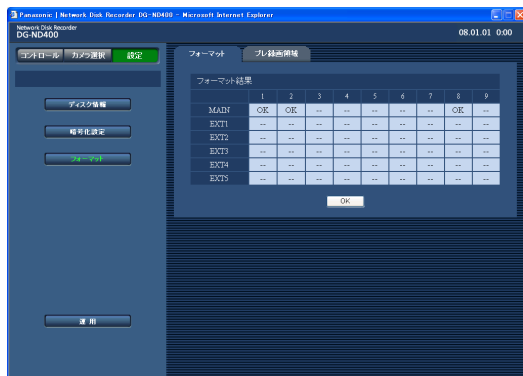 Panasonic | Network Disk Recorder DG-ND400 - Microsoft Internet Explorer
Network Disk Recorder
DG-ND400
08.01.01 0:00
コントロール カメラ選択 設定
フォーマット プレ録画領域
ディスク情報
暗号化設定
フォーマット
運用
フォーマット結果
1 2 3 4 5 6 7 8 9
MAIN OK OK -- -- -- -- -- OK --
EXT1 -- -- -- -- -- -- -- -- --
EXT2 -- -- -- -- -- -- -- -- --
EXT3 -- -- -- -- -- -- -- -- --
EXT4 -- -- -- -- -- -- -- -- --
EXT5 -- -- -- -- -- -- -- -- --
OK